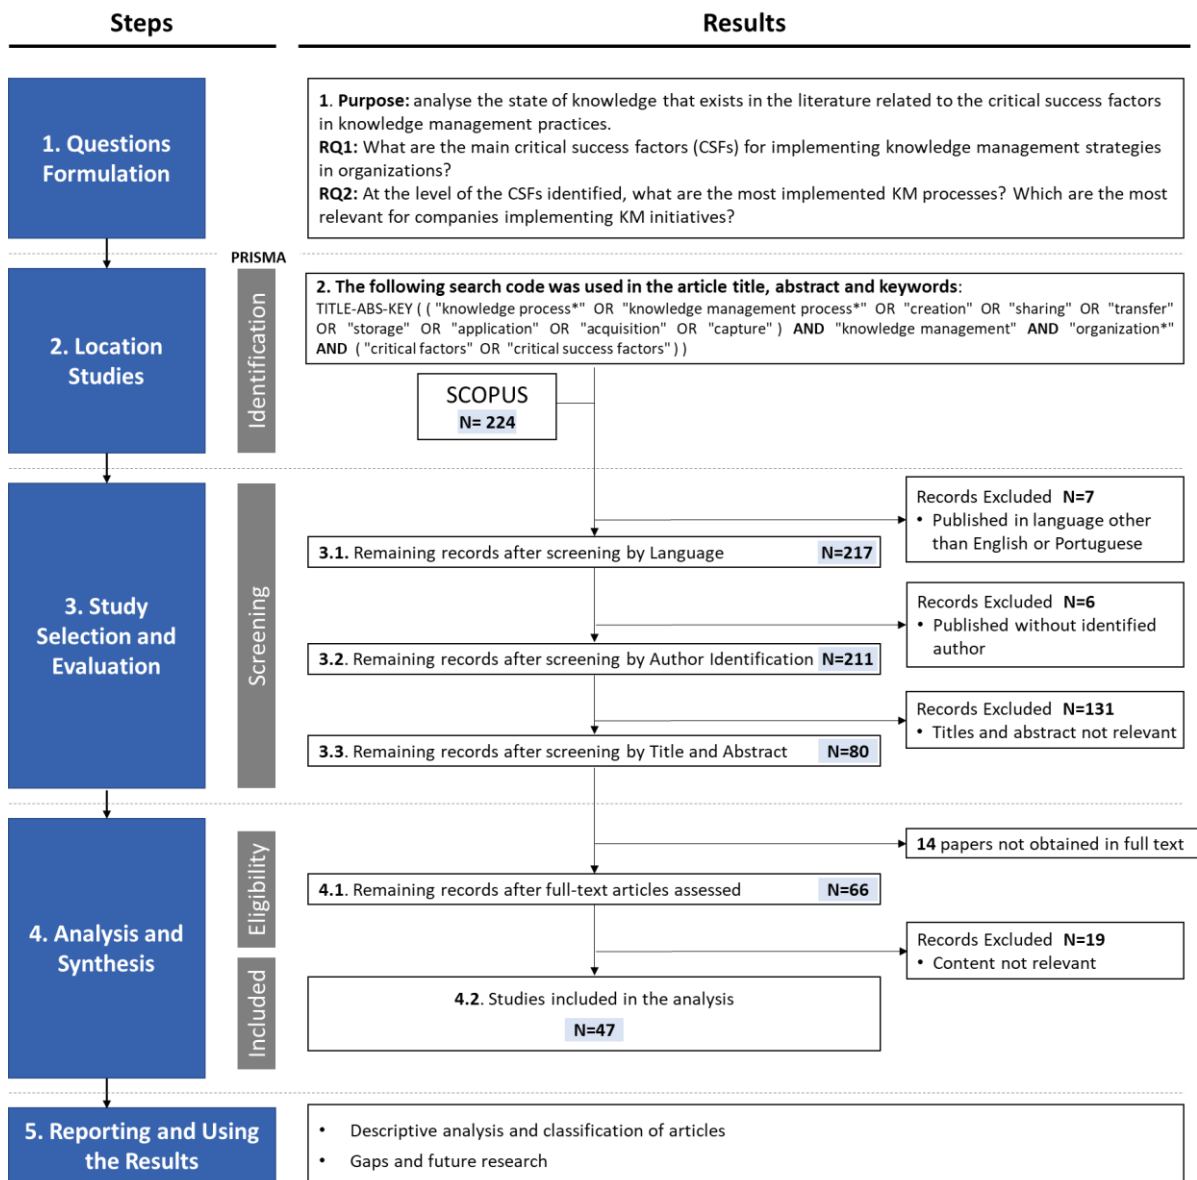 Steps
Results
1. Questions
Formulation
1. Purpose: analyse the state of knowledge that exists in the literature related to the critical success factors
in knowledge management practices.
RQ1: What are the main critical success factors (CSFs) for implementing knowledge management strategies
in organizations?
RQ2: At the level of the CSFs identified, what are the most implemented KM processes? Which are the most
relevant for companies implementing KM initiatives?
PRISMA
2. Location
Studies
Identification
2. The following search code was used in the article title, abstract and keywords:
TITLE-ABS-KEY ( ( "knowledge process*" OR "knowledge management process*" OR "creation" OR "sharing" OR "transfer"
OR "storage" OR "application" OR "acquisition" OR "capture" ) AND "knowledge management" AND "organization*"
AND ( "critical factors" OR "critical success factors" ) )
SCOPUS
N= 224
3. Study
Selection and
Evaluation
Screening
Records Excluded N=7
• Published in language other
than English or Portuguese
3.1. Remaining records after screening by Language N=217
Records Excluded N=6
• Published without identified
author
3.2. Remaining records after screening by Author Identification N=211
Records Excluded N=131
• Titles and abstract not relevant
3.3. Remaining records after screening by Title and Abstract N=80
4. Analysis and
Synthesis
Eligibility
14 papers not obtained in full text
4.1. Remaining records after full-text articles assessed N=66
Records Excluded N=19
• Content not relevant
Included
4.2. Studies included in the analysis
N=47
5. Reporting and Using
the Results
• Descriptive analysis and classification of articles
• Gaps and future research